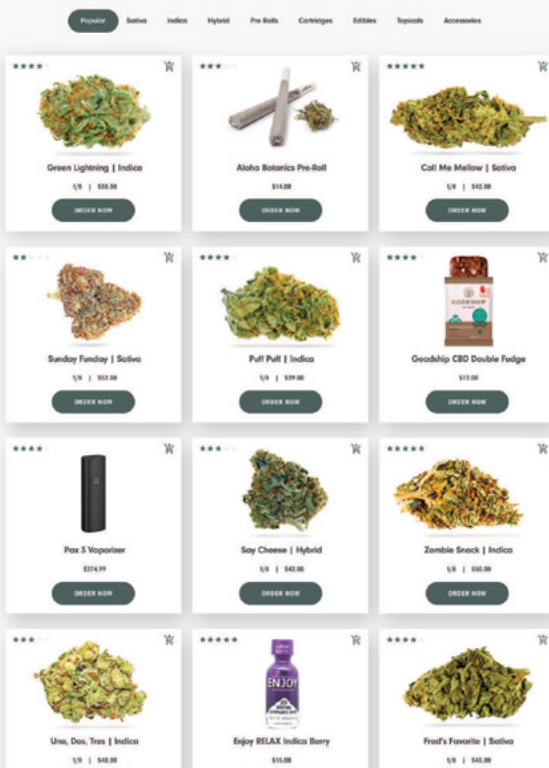 Popular Sativa Indica Hybrid Pre Rolls Cartridges Edibles Topicals Accessories
Green Lightning | Indica
1/8 |
ORDER NOW
Aloha Botanics Pre-Roll
$14.00
ORDER NOW
Call Me Mellow | Sativa
1/8 | $42.00
ORDER NOW
Sunday Funday | Sativa
1/8 | $52.00
ORDER NOW
Puff Puff | Indica
1/8 | $39.00
ORDER NOW
GOODSHIP
Goodship CBD Double Fudge
$12.00
ORDER NOW
Pax 3 Vaporizer
$274.99
ORDER NOW
Say Cheese | Hybrid
1/8 | $42.00
ORDER NOW
Zombie Snack | Indica
1/8 | $50.00
ORDER NOW
Uno, Dos, Tres | Indica
1/8 | $40.00
ENJOY
Enjoy RELAX Indica Berry
$15.00
Fred's Favorite | Sativa
1/8 | $45.00